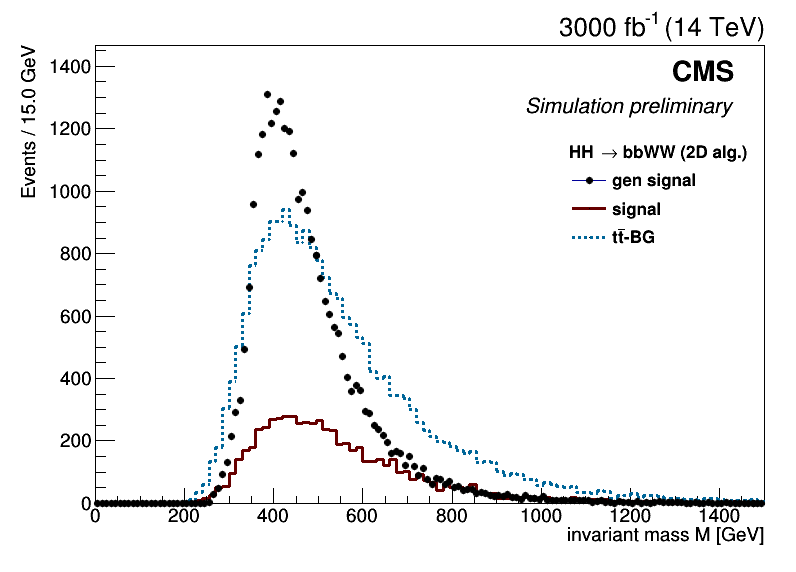 3000 fb⁻¹ (14 TeV)
Events / 15.0 GeV
CMS
Simulation preliminary
HH → bbWW (2D alg.)
gen signal
signal
tt̄-BG
1400
1200
1000
800
600
400
200
0
0 200 400 600 800 1000 1200 1400
invariant mass M [GeV]